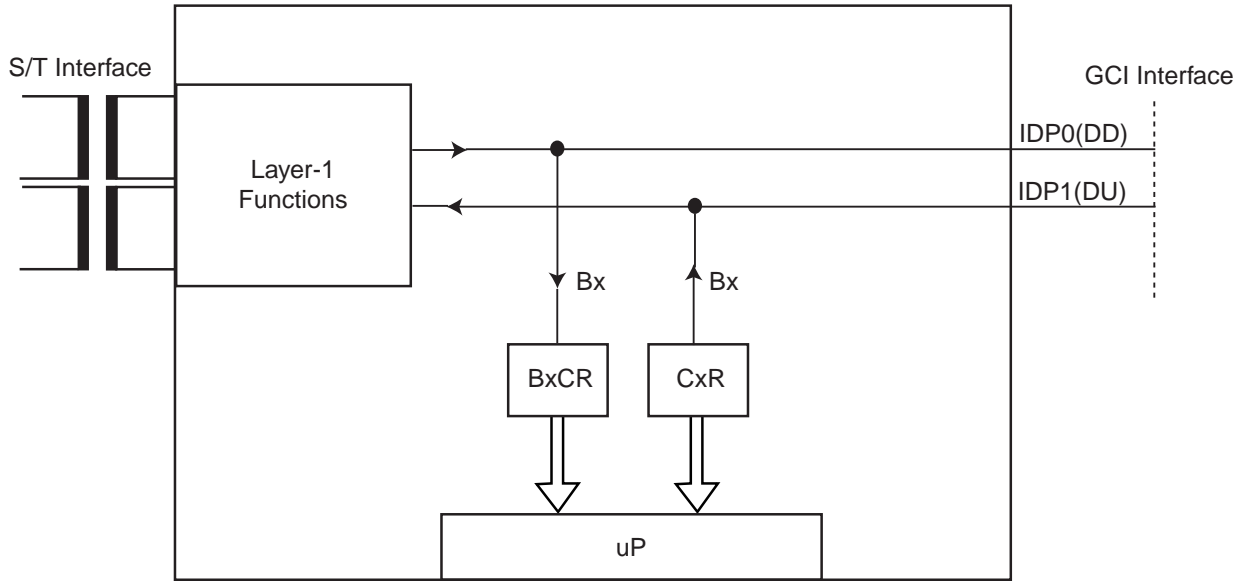 S/T Interface
GCI Interface
IDP0(DD)
Layer-1
Functions
IDP1(DU)
Bx
Bx
BxCR
CxR
uP